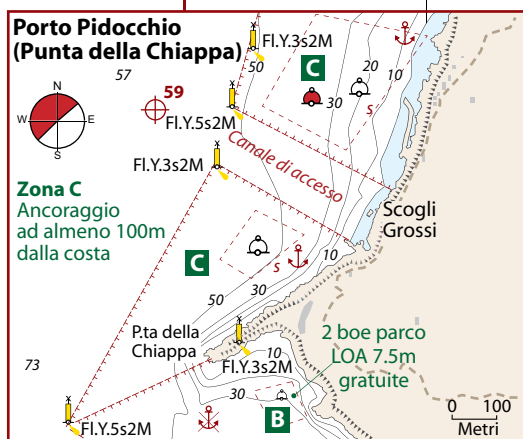 Porto Pidocchio
(Punta della Chiappa)
Fl.Y.3s2M
50
C
20
10
57
59
30
S
N
W
E
S
Fl.Y.5s2M
Fl.Y.3s2M
Canale di accesso
Zona C
Ancoraggio
ad almeno 100m
dalla costa
Scogli
Grossi
C
S
10
30
50
P.ta della
Chiappa
2 boe parco
LOA 7.5m
gratuite
Fl.Y.3s2M
10
73
30
B
Fl.Y.5s2M
0
100
Metri